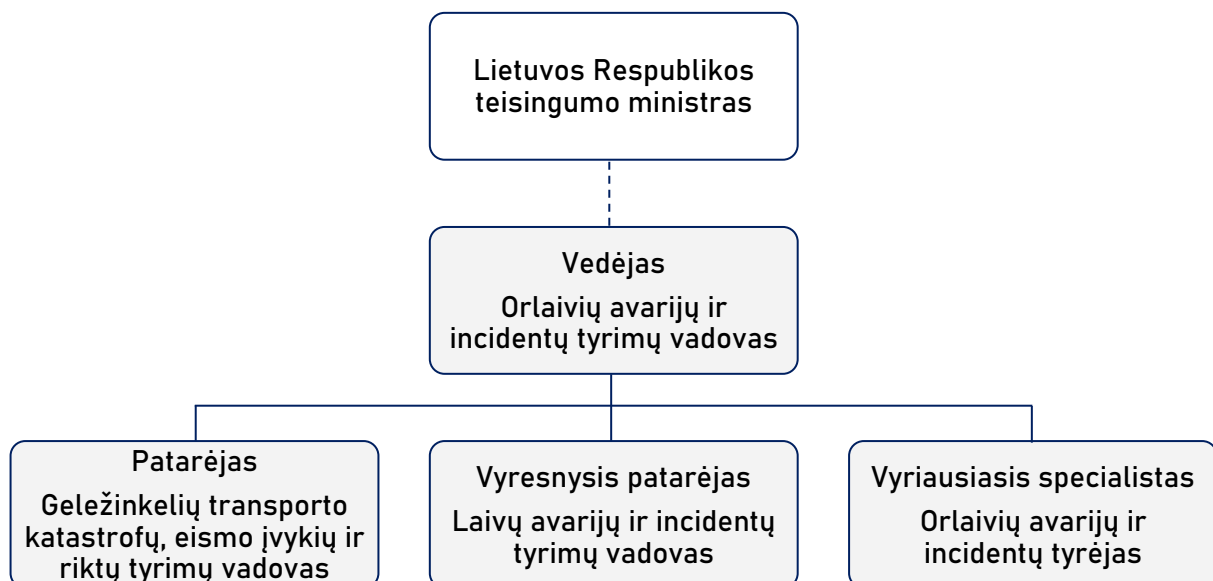 Lietuvos Respublikos
teisingumo ministras
Vedėjas
Orlaivių avarijų ir
incidentų tyrimų vadovas
Patarėjas
Geležinkelių transporto
katastrofų, eismo įvykių ir
riktų tyrimų vadovas
Vyresnysis patarėjas
Laivų avarijų ir incidentų
tyrimų vadovas
Vyriausiasis specialistas
Orlaivių avarijų ir
incidentų tyrėjas